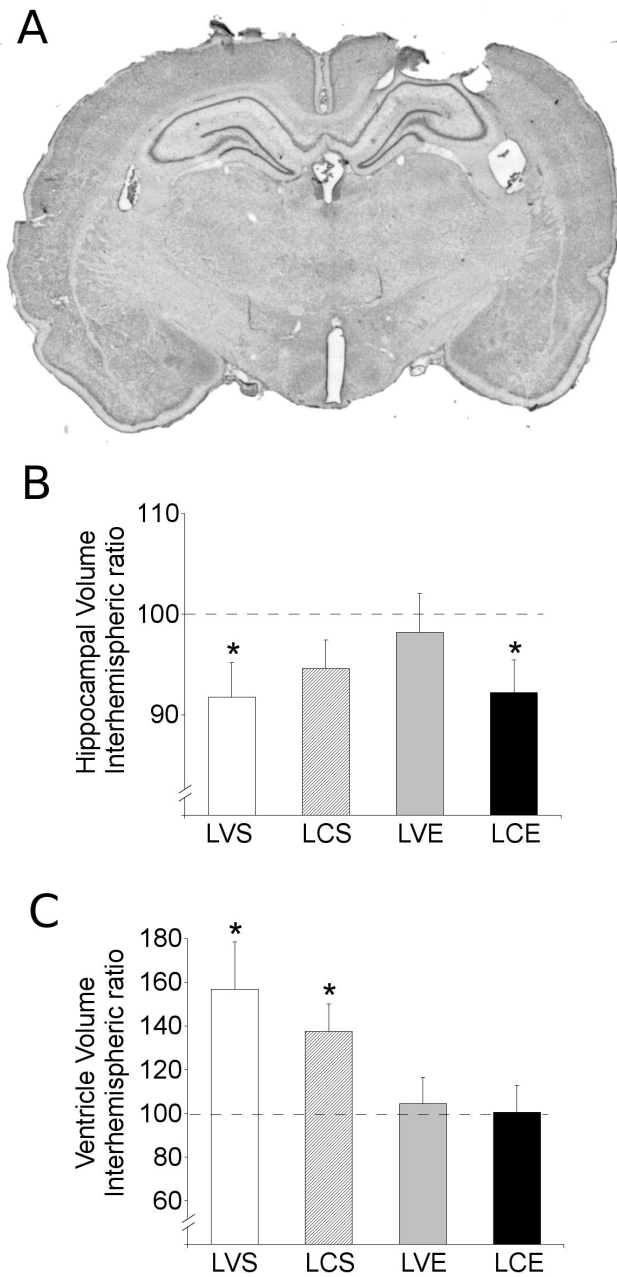 A
B
Hippocampal Volume
Interhemispheric ratio
110
100
90
*
*
LVS LCS LVE LCE
C
Ventricle Volume
Interhemispheric ratio
180
160
140
120
100
80
60
*
*
LVS LCS LVE LCE